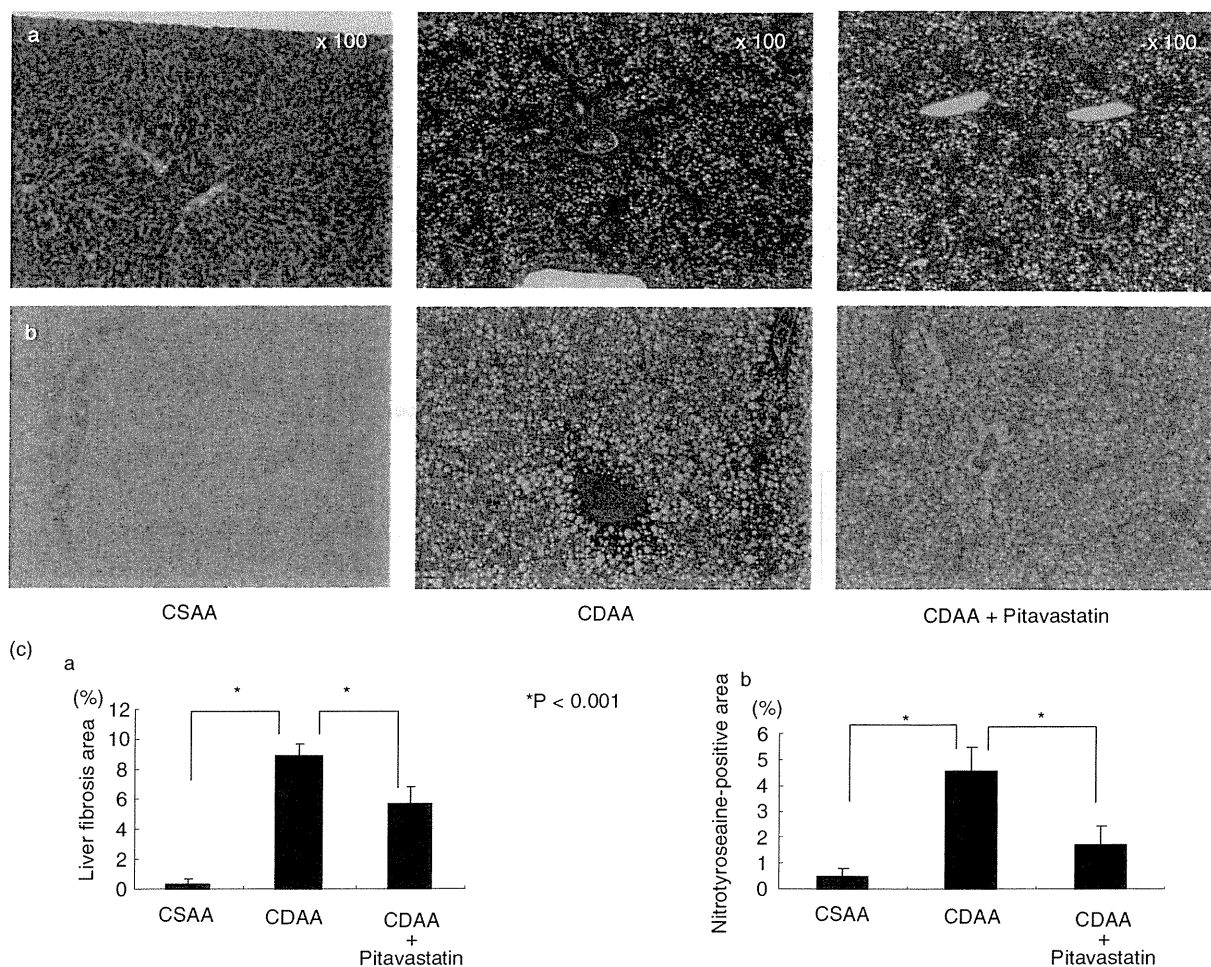 a
x 100
x 100
x 100
b
CSAA
CDAA
CDAA + Pitavastatin
(c)
a
(%)
Liver fibrosis area
12
10
8
6
4
2
0
*
*
CSAA
CDAA
CDAA
+
Pitavastatin
*P < 0.001
b
(%)
Nitrotyroseaine-positive area
6
5
4
3
2
1
0
*
*
CSAA
CDAA
CDAA
+
Pitavastatin